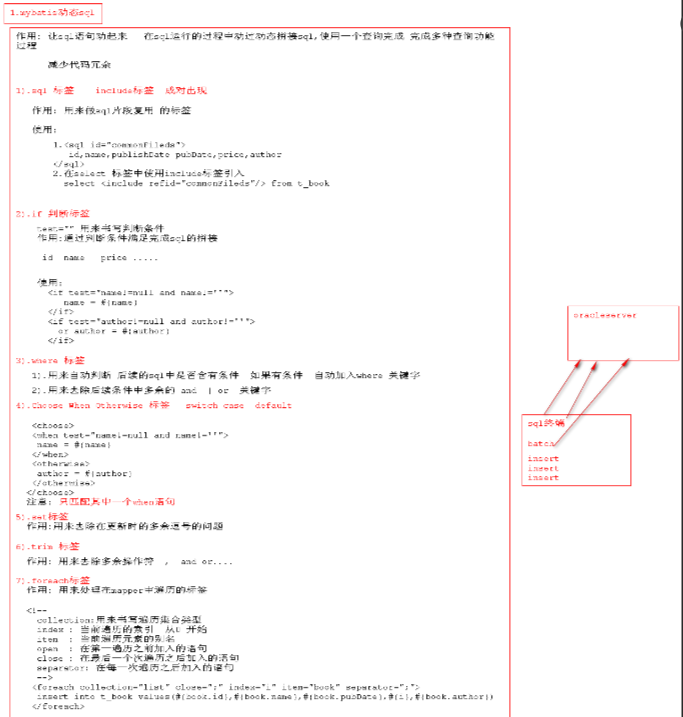 1.mybatis动态sql
作用: 让sql语句动起来 在sql运行的过程中动过动态拼接sql,使用一个查询完成 完成多种查询功能
过程
减少代码冗余
1).sql 标签 include标签 成对出现
作用: 用来做sql片段复用 的标签
使用:
1.<sql id="commonFileds">
id,name,publishDate pubDate,price,author
</sql>
2.在select 标签中使用include标签引入
select <include refid="commonFileds"/> from t_book
2).if 判断标签
test="" 用来书写判断条件
作用:通过判断条件满足完成sql的拼接
id name price .....
使用:
<if test="name!=null and name!=''">
name = #{name}
</if>
<if test="author!=null and author!=''">
or author = #{author}
</if>
3).where 标签
1).用来自动判断 后续的sql中是否含有条件 如果有条件 自动加入where 关键字
2).用来去除后续条件中多余的 and | or 关键字
4).Choose When Otherwise 标签 switch case default
<choose>
<when test="name!=null and name!=''">
name = #{name}
</when>
<otherwise>
author = #{author}
</otherwise>
</choose>
注意: 只匹配其中一个when语句
5).set标签
作用:用来去除在更新时的多余逗号的问题
6).trim 标签
作用: 用来去除多余操作符 , and or....
7).foreach标签
作用: 用来处理在mapper中遍历的标签
<!--
collection:用来书写遍历集合类型
index : 当前遍历的索引 从0 开始
item : 当前遍历元素的别名
open : 在第一遍历之前加入的语句
close : 在最后一个次遍历之后加入的语句
separator: 在每一次遍历之后加入的语句
-->
<foreach collection="list" close=";" index="i" item="book" separator=";">
insert into t_book values(#{book.id},#{book.name},#{book.pubDate},#{i},#{book.author})
</foreach>
oracleserver
sql终端
batch
insert
insert
insert